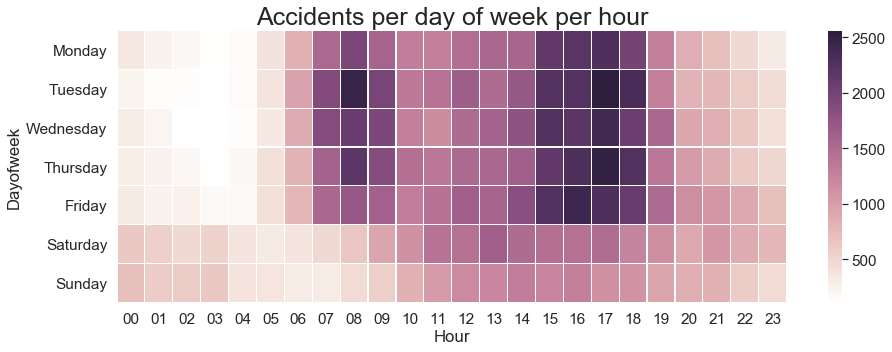 Accidents per day of week per hour
Dayofweek
Monday
Tuesday
Wednesday
Thursday
Friday
Saturday
Sunday
00 01 02 03 04 05 06 07 08 09 10 11 12 13 14 15 16 17 18 19 20 21 22 23
Hour
2500
2000
1500
1000
500